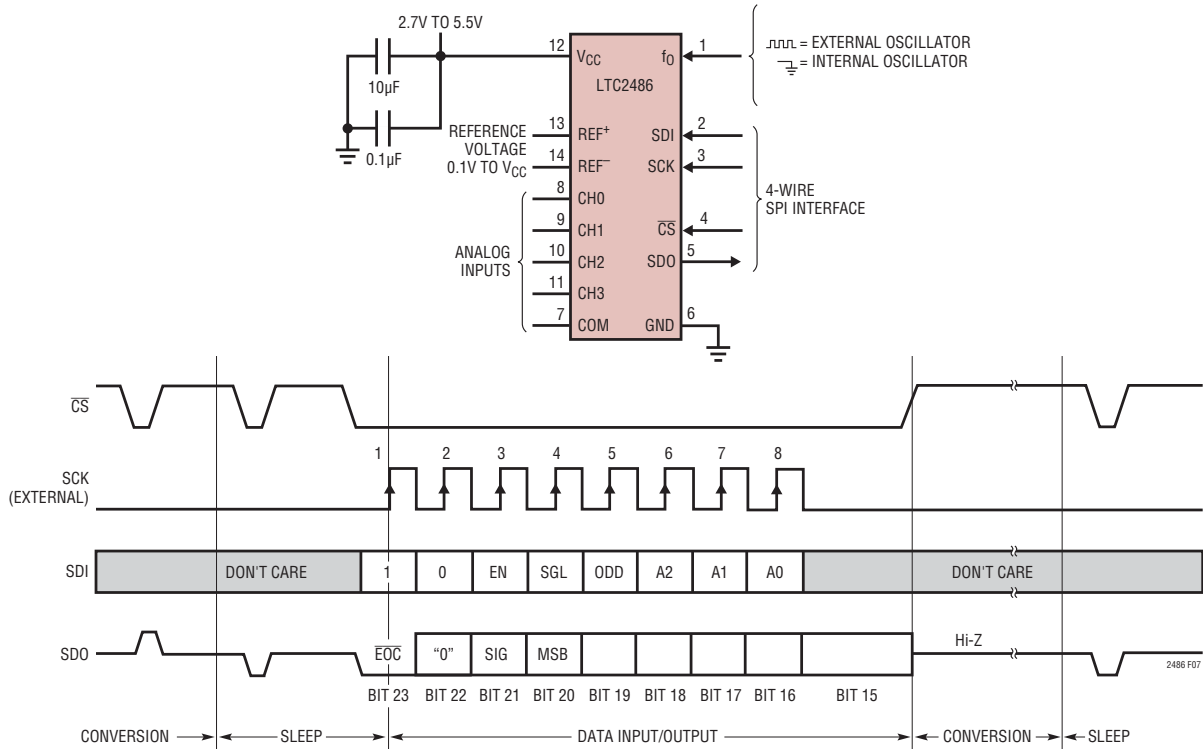 2.7V TO 5.5V
10µF
0.1µF
12 VCC
LTC2486
fO 1
⎍ = EXTERNAL OSCILLATOR
⏚ = INTERNAL OSCILLATOR
REFERENCE
VOLTAGE
0.1V TO VCC
13 REF+
14 REF–
ANALOG
INPUTS
8 CH0
9 CH1
10 CH2
11 CH3
7 COM
SDI 2
SCK 3
C̅S̅ 4
SDO 5
GND 6
4-WIRE
SPI INTERFACE
C̅S̅
SCK
(EXTERNAL)
1 2 3 4 5 6 7 8
SDI DON'T CARE 1 0 EN SGL ODD A2 A1 A0 DON'T CARE
SDO E̅O̅C̅ “0” SIG MSB Hi-Z
2486 F07
BIT 23 BIT 22 BIT 21 BIT 20 BIT 19 BIT 18 BIT 17 BIT 16 BIT 15
CONVERSION SLEEP DATA INPUT/OUTPUT CONVERSION SLEEP